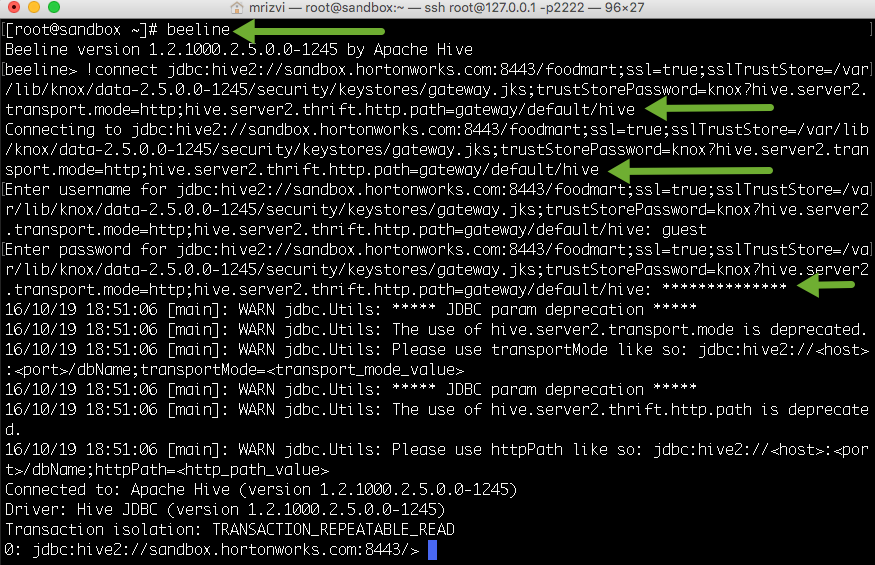 mrizvi — root@sandbox:~ — ssh root@127.0.0.1 -p2222 — 96×27
[[root@sandbox ~]# beeline ]
Beeline version 1.2.1000.2.5.0.0-1245 by Apache Hive
[beeline> !connect jdbc:hive2://sandbox.hortonworks.com:8443/foodmart;ssl=true;sslTrustStore=/var]
/lib/knox/data-2.5.0.0-1245/security/keystores/gateway.jks;trustStorePassword=knox?hive.server2.
transport.mode=http;hive.server2.thrift.http.path=gateway/default/hive
Connecting to jdbc:hive2://sandbox.hortonworks.com:8443/foodmart;ssl=true;sslTrustStore=/var/lib
/knox/data-2.5.0.0-1245/security/keystores/gateway.jks;trustStorePassword=knox?hive.server2.tran
sport.mode=http;hive.server2.thrift.http.path=gateway/default/hive
[Enter username for jdbc:hive2://sandbox.hortonworks.com:8443/foodmart;ssl=true;sslTrustStore=/va]
r/lib/knox/data-2.5.0.0-1245/security/keystores/gateway.jks;trustStorePassword=knox?hive.server2
.transport.mode=http;hive.server2.thrift.http.path=gateway/default/hive: guest
[Enter password for jdbc:hive2://sandbox.hortonworks.com:8443/foodmart;ssl=true;sslTrustStore=/va]
r/lib/knox/data-2.5.0.0-1245/security/keystores/gateway.jks;trustStorePassword=knox?hive.server2
.transport.mode=http;hive.server2.thrift.http.path=gateway/default/hive: **************
16/10/19 18:51:06 [main]: WARN jdbc.Utils: ***** JDBC param deprecation *****
16/10/19 18:51:06 [main]: WARN jdbc.Utils: The use of hive.server2.transport.mode is deprecated.
16/10/19 18:51:06 [main]: WARN jdbc.Utils: Please use transportMode like so: jdbc:hive2://<host>
:<port>/dbName;transportMode=<transport_mode_value>
16/10/19 18:51:06 [main]: WARN jdbc.Utils: ***** JDBC param deprecation *****
16/10/19 18:51:06 [main]: WARN jdbc.Utils: The use of hive.server2.thrift.http.path is deprecate
d.
16/10/19 18:51:06 [main]: WARN jdbc.Utils: Please use httpPath like so: jdbc:hive2://<host>:<por
t>/dbName;httpPath=<http_path_value>
Connected to: Apache Hive (version 1.2.1000.2.5.0.0-1245)
Driver: Hive JDBC (version 1.2.1000.2.5.0.0-1245)
Transaction isolation: TRANSACTION_REPEATABLE_READ
0: jdbc:hive2://sandbox.hortonworks.com:8443/>